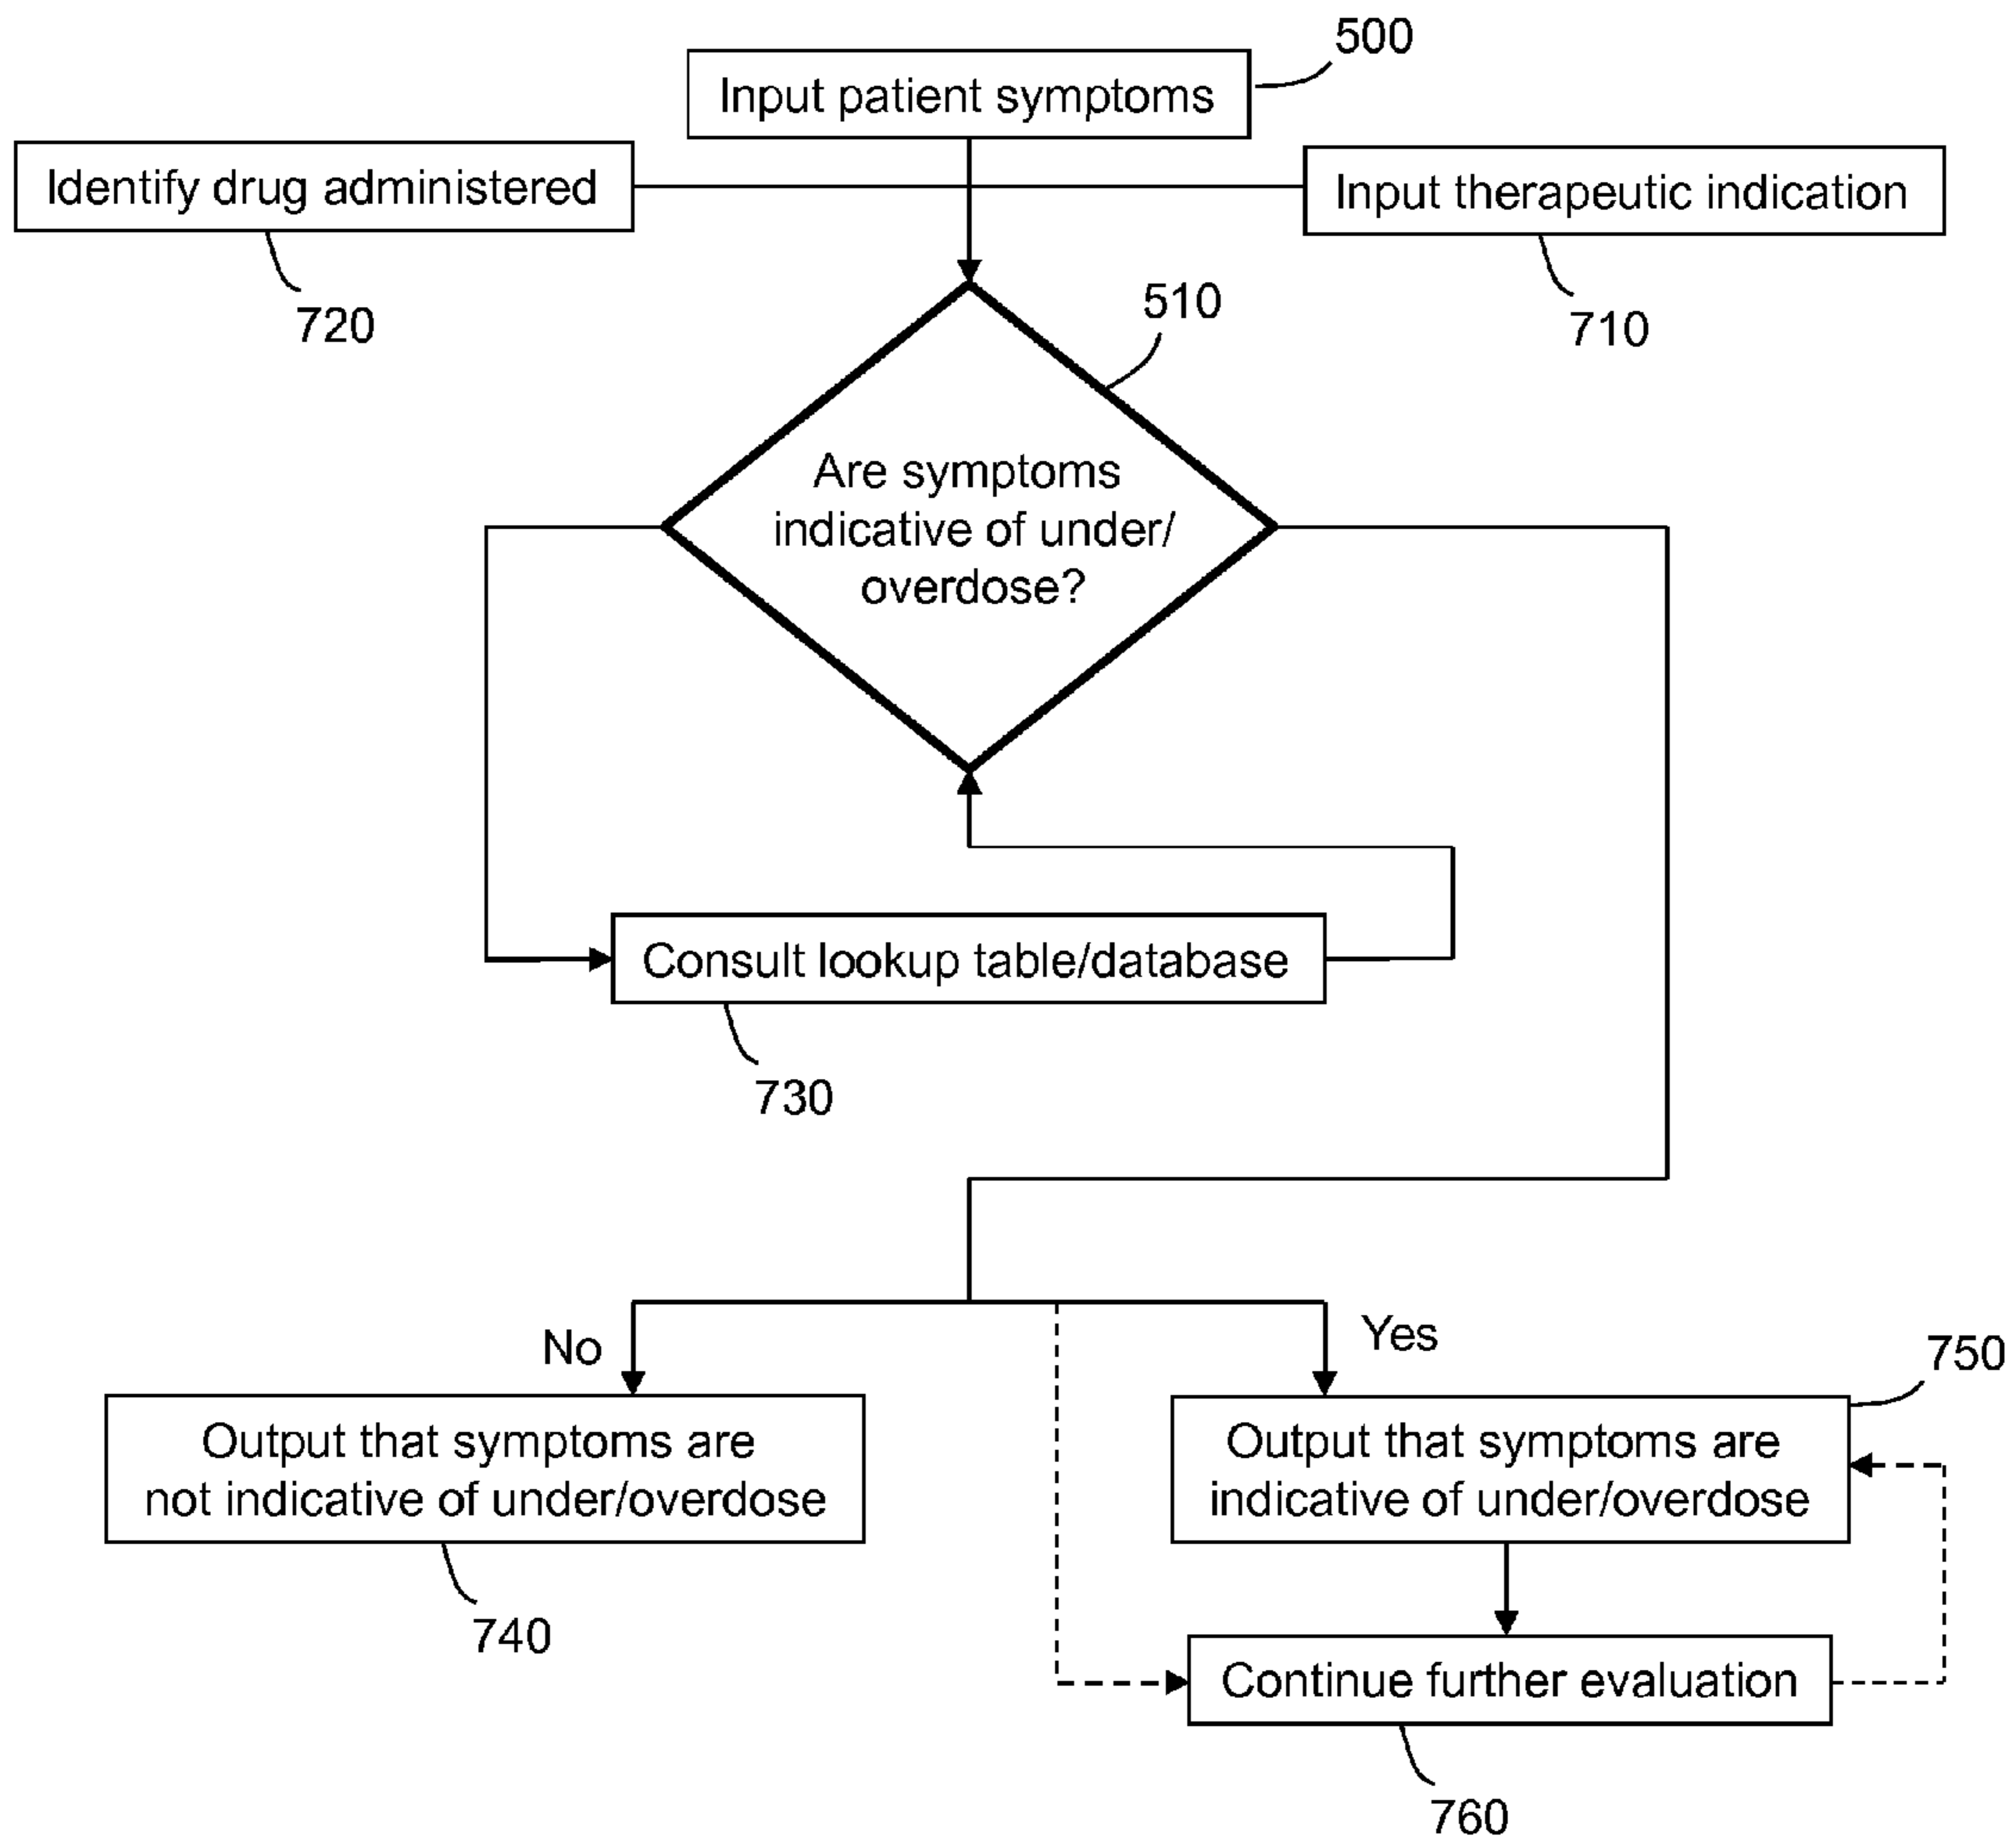 500
Input patient symptoms
Identify drug administered
Input therapeutic indication
720
510
710
Are symptoms
indicative of under/
overdose?
Consult lookup table/database
730
No
Yes
750
Output that symptoms are
not indicative of under/overdose
Output that symptoms are
indicative of under/overdose
740
Continue further evaluation
760